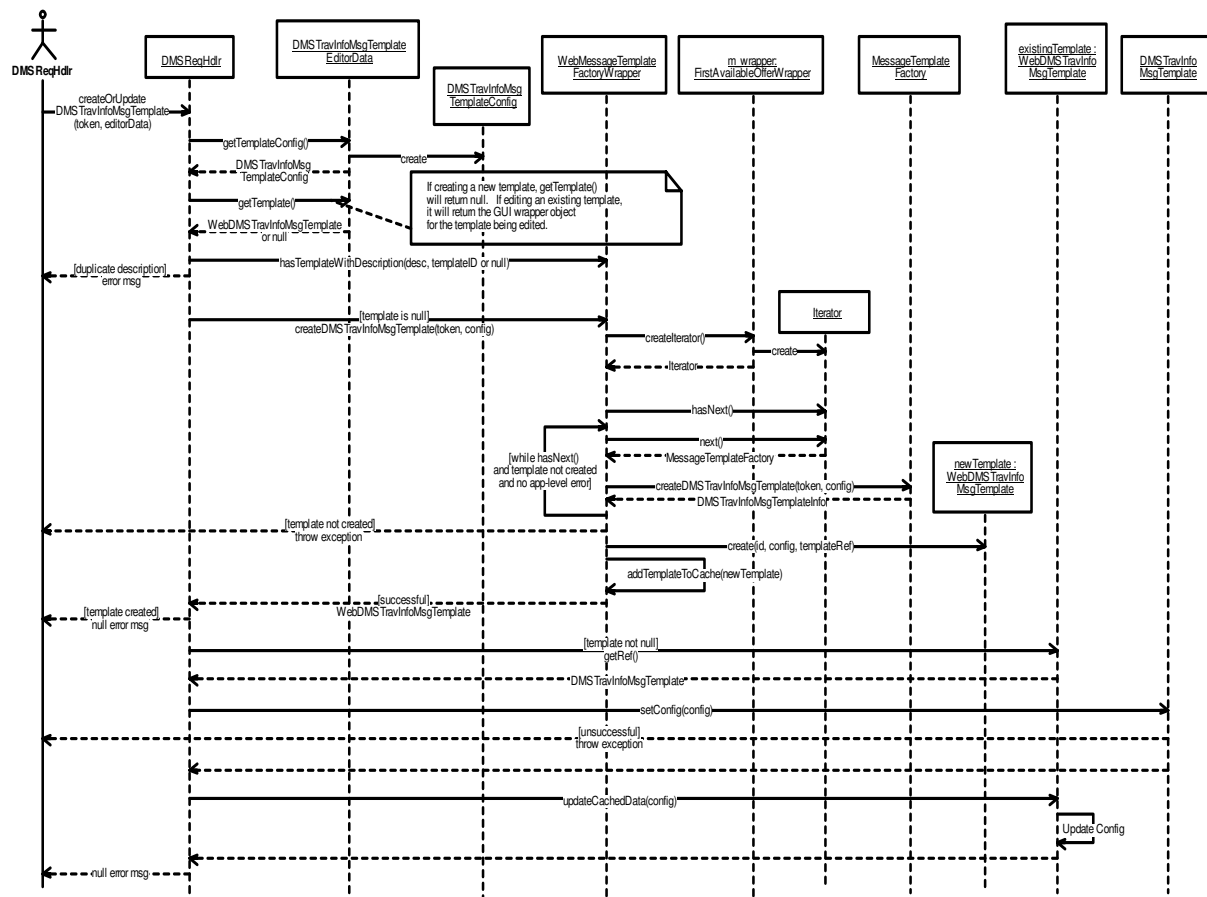 DMSReqHdlr
DMSReqHdlr
DMSTravInfoMsgTemplate
EditorData
DMSTravInfoMsg
TemplateConfig
WebMessageTemplate
FactoryWrapper
m_wrapper:
FirstAvailableOfferWrapper
MessageTemplate
Factory
existingTemplate :
WebDMSTravInfo
MsgTemplate
DMSTravInfo
MsgTemplate
createOrUpdate
DMSTravInfoMsgTemplate
(token, editorData)
getTemplateConfig()
create
DMSTravInfoMsg
TemplateConfig
If creating a new template, getTemplate()
will return null. If editing an existing template,
it will return the GUI wrapper object
for the template being edited.
getTemplate()
WebDMSTravInfoMsgTemplate
or null
hasTemplateWithDescription(desc, templateID or null)
[duplicate description]
error msg
[template is null]
createDMSTravInfoMsgTemplate(token, config)
Iterator
createIterator()
create
Iterator
hasNext()
next()
MessageTemplateFactory
[while hasNext()
and template not created
and no app-level error]
newTemplate :
WebDMSTravInfo
MsgTemplate
createDMSTravInfoMsgTemplate(token, config)
DMSTravInfoMsgTemplateInfo
[template not created]
throw exception
create(id, config, templateRef)
addTemplateToCache(newTemplate)
[successful]
WebDMSTravInfoMsgTemplate
[template created]
null error msg
[template not null]
getRef()
DMSTravInfoMsgTemplate
setConfig(config)
[unsuccessful]
throw exception
updateCachedData(config)
Update Config
null error msg